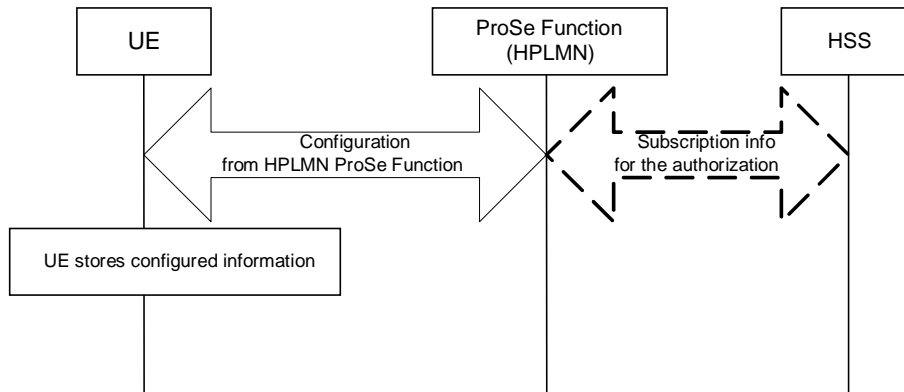 UE
ProSe Function
(HPLMN)
HSS
Configuration
from HPLMN ProSe Function
Subscription info
for the authorization
UE stores configured information